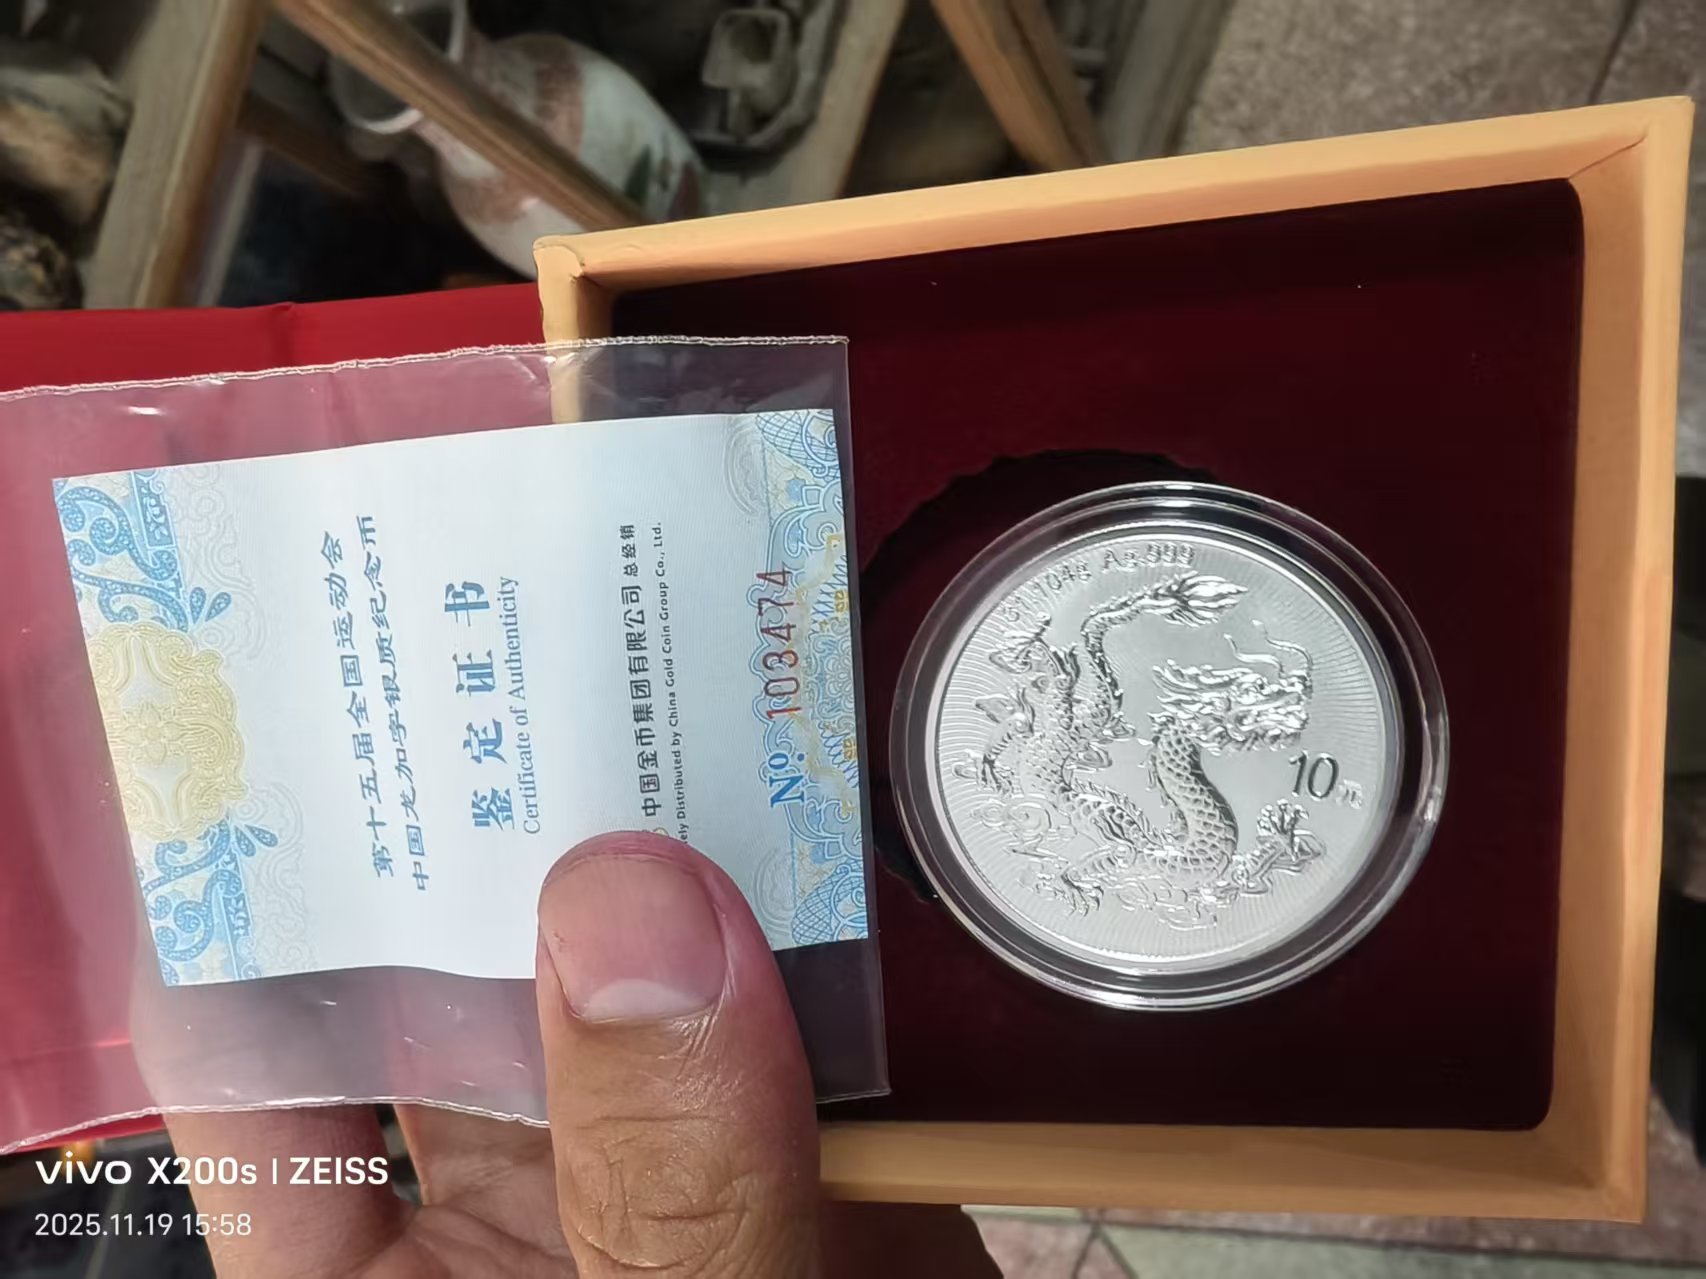 第十五届全国运动会
中国龙加字银质纪念币
鉴定证书
Certificate of Authenticity
中国金币集团有限公司 总经销
Distributed by China Gold Coin Group Co., Ltd.
No. 103474
31.104g Ag.999
10元
vivo X200s | ZEISS
2025.11.19 15:58